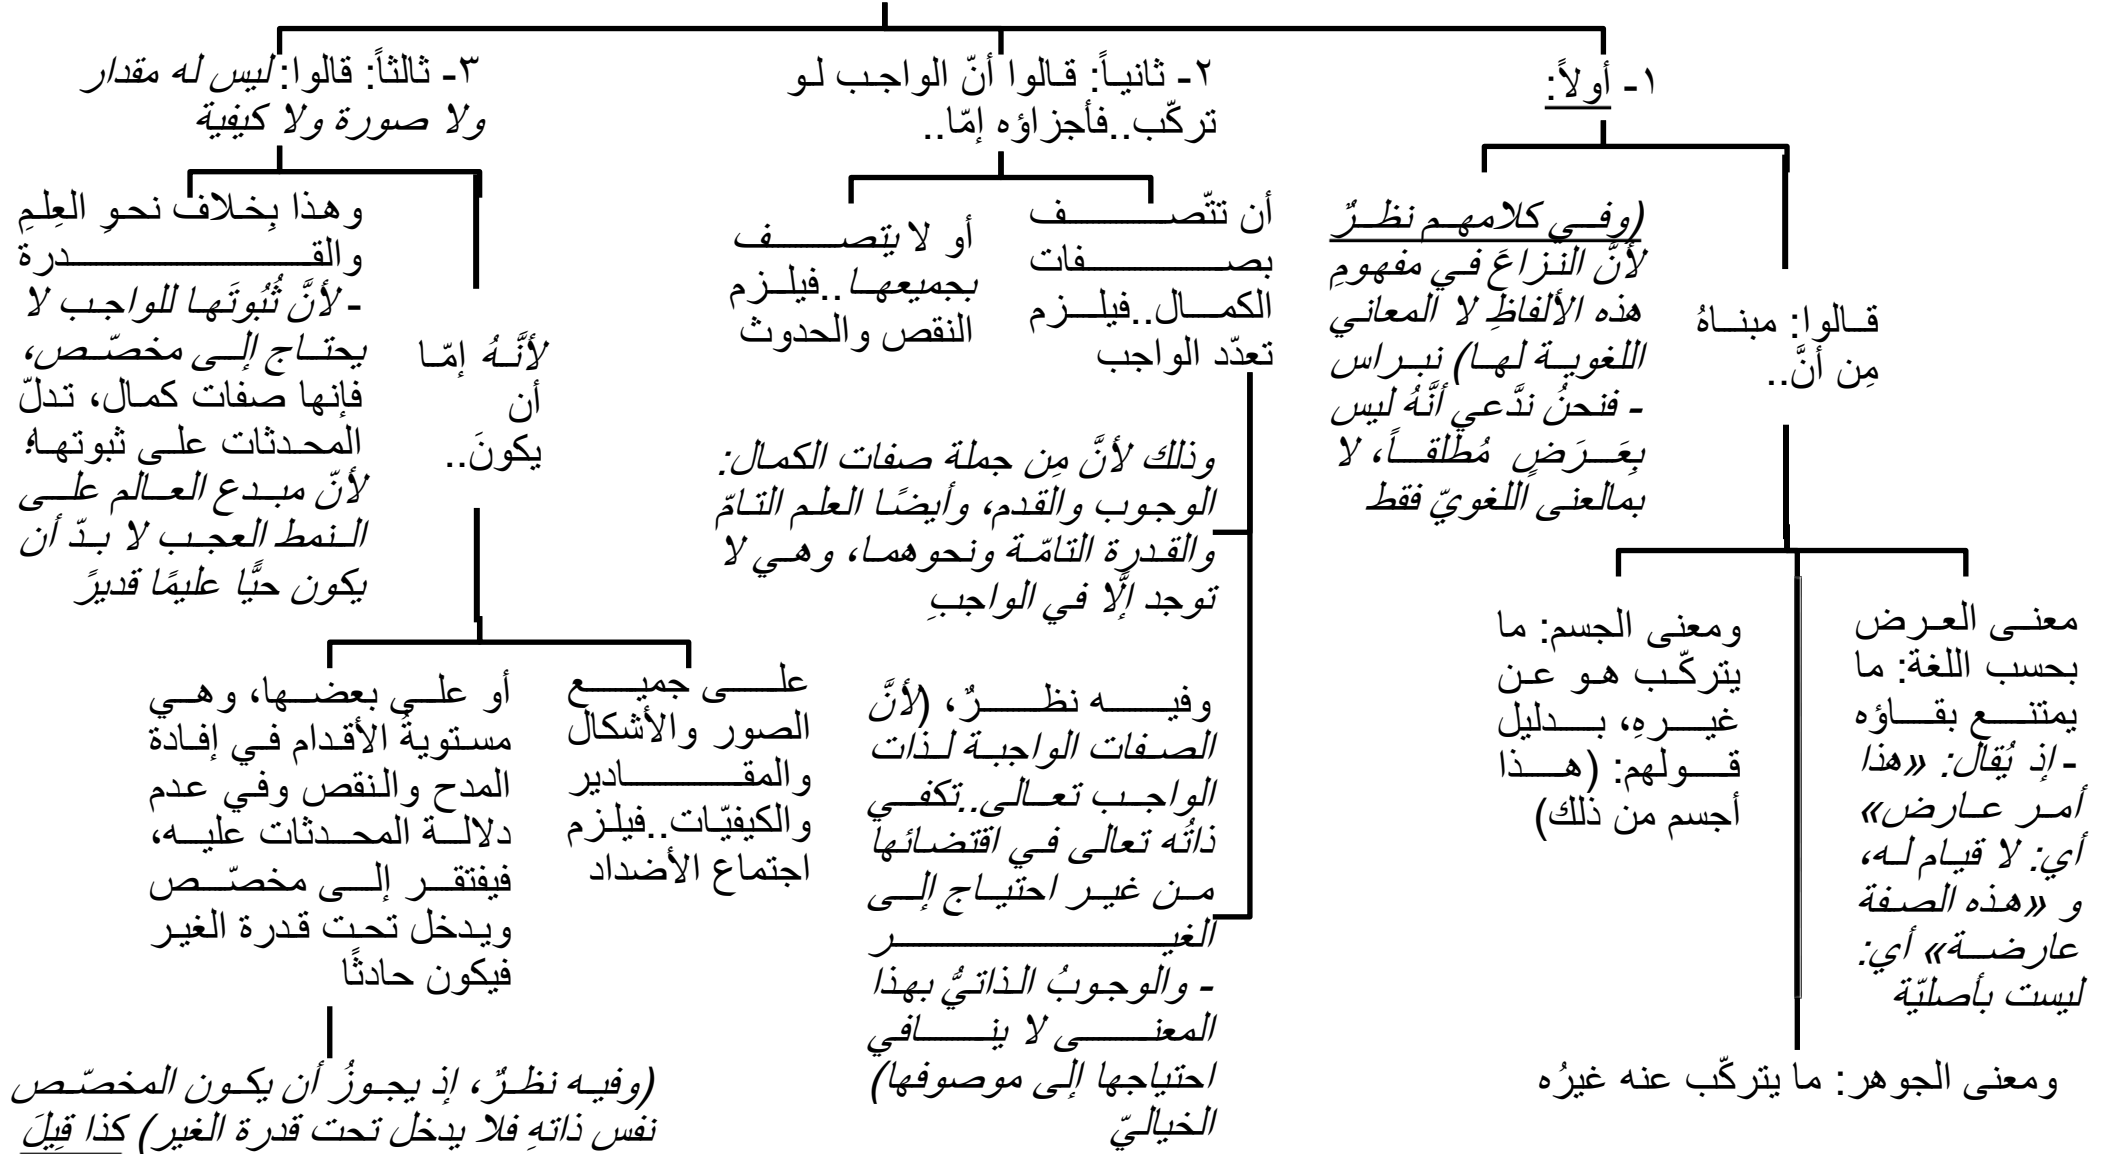 ١- أولاً:
قالوا: مبناهُ
مِن أنَّ..
معنى العرض
بحسب اللغة: ما
يمتنع بقاؤه
- إذ يُقال: «هذا
أمر عارض»
أي: لا قيام له،
و «هذه الصفة
عارضة» أي:
ليست بأصليّة
ومعنى الجوهر: ما يتركّب عنه غيرُه
ومعنى الجسم: ما
يتركّب هو عن
غيرهِ، بدليل
قولهم: (هذا
أجسم من ذلك)
(وفي كلامهم نظرٌ
لأنَّ النّزاعَ في مفهومِ
هذه الألفاظِ لا المعاني
اللغوية لها) نبراس
- فنحنُ ندَّعي أنَّهُ ليس
بِعَرَضٍ مُطلقاً، لا
بمالعنى اللغويّ فقط
٢- ثانياً: قالوا أنّ الواجب لو
تركّب..فأجزاؤه إمّا..
أن تتّصف
بصفات
الكمال..فيلزم
تعدّد الواجب
وذلك لأنَّ مِن جملة صفات الكمال:
الوجوب والقدم، وأيضًا العلم التامّ
والقدرة التامّة ونحوهما، وهي لا
توجد إلَّا في الواجبِ
وفيه نظرٌ، (لأنَّ
الصفات الواجبة لذات
الواجب تعالى..تكفي
ذاتُه تعالى في اقتضائها
من غير احتياج إلى
الغير
- والوجوبُ الذاتيُّ بهذا
المعنى لا ينافي
احتياجها إلى موصوفها)
الخياليّ
أو لا يتصف
بجميعها..فيلزم
النقص والحدوث
٣- ثالثاً: قالوا: ليس له مقدار
ولا صورة ولا كيفية
لأنَّهُ إمّا
أن
يكونَ..
على جميع
الصور والأشكال
والمقادير
والكيفيّات..فيلزم
اجتماع الأضداد
أو على بعضها، وهي
مستويةُ الأقدام في إفادة
المدح والنقص وفي عدم
دلالة المحدثات عليه،
فيفتقر إلى مخصّص
ويدخل تحت قدرة الغير
فيكون حادثًا
(وفيه نظرٌ، إذ يجوزُ أن يكون المخصّص
نفس ذاتهِ فلا يدخل تحت قدرة الغير) كذا قِيلَ
وهذا بِخلاف نحوِ العِلمِ
والقدرة
- لأنَّ ثُبُوتَها للواجب لا
يحتاج إلى مخصّص،
فإنها صفات كمال، تدلّ
المحدثات على ثبوتها؛
لأنّ مبدع العالم على
النمط العجب لا بدّ أن
يكون حيًّا عليمًا قديرً